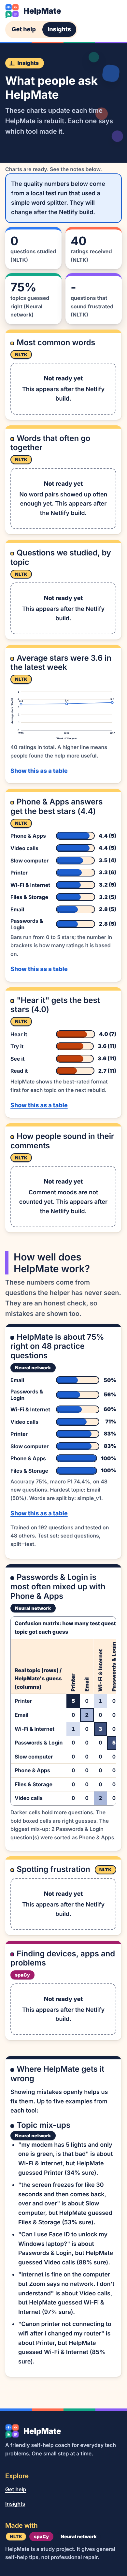 HelpMate
Get help
Insights
Insights
What people ask
HelpMate
These charts update each time
HelpMate is rebuilt. Each one says
which tool made it.
Charts ready. See the notes below.
The quality numbers below come
from a local test run that used a
simple word splitter. They will
change after the Netlify build.
0
questions studied
(NLTK)
40
ratings received
(NLTK)
75%
topics guessed
right (Neural
network)
-
questions that
sound frustrated
(NLTK)
Most common words
NLTK
Not ready yet
This appears after the Netlify
build.
Words that often go
together
NLTK
Not ready yet
No word pairs showed up often
enough yet. This appears after
the Netlify build.
Questions we studied, by
topic
NLTK
Not ready yet
This appears after the Netlify
build.
Average stars were 3.6 in
the latest week
NLTK
40 ratings in total. A higher line means
people found the help more useful.
Show this as a table
Phone & Apps answers
get the best stars (4.4)
NLTK
Phone & Apps 4.4 (5)
Video calls 4.4 (5)
Slow computer 3.5 (4)
Printer 3.3 (6)
Wi-Fi & Internet 3.2 (5)
Files & Storage 3.2 (5)
Email 2.8 (5)
Passwords &
Login 2.8 (5)
Bars run from 0 to 5 stars; the number in
brackets is how many ratings it is based
on.
Show this as a table
"Hear it" gets the best
stars (4.0)
NLTK
Hear it 4.0 (7)
Try it 3.6 (11)
See it 3.6 (11)
Read it 2.7 (11)
HelpMate shows the best-rated format
first for each topic on the next rebuild.
Show this as a table
How people sound in their
comments
NLTK
Not ready yet
Comment moods are not
counted yet. This appears after
the Netlify build.
How well does
HelpMate work?
These numbers come from
questions the helper has never seen.
They are an honest check, so
mistakes are shown too.
HelpMate is about 75%
right on 48 practice
questions
Neural network
Email 50%
Passwords &
Login 56%
Wi-Fi & Internet 60%
Video calls 71%
Printer 83%
Slow computer 83%
Phone & Apps 100%
Files & Storage 100%
Accuracy 75%, macro F1 74.4%, on 48
new questions. Hardest topic: Email
(50%). Words are split by: simple_v1.
Show this as a table
Trained on 192 questions and tested on
48 others. Test set: seed questions,
split=test.
Passwords & Login is
most often mixed up with
Phone & Apps
Neural network
Confusion matrix: how many test quest
topic got each guess
Real topic (rows) /
HelpMate's guess
(columns)
Printer
Email
Wi-Fi & Internet
Passwords & Login
Printer 5 0 1 0
Email 0 2 0 0
Wi-Fi & Internet 1 0 3 0
Passwords & Login 0 0 0 5
Slow computer 0 0 0 0
Phone & Apps 0 0 0 0
Files & Storage 0 0 0 0
Video calls 0 0 2 0
Darker cells hold more questions. The
bold boxed cells are right guesses. The
biggest mix-up: 2 Passwords & Login
question(s) were sorted as Phone & Apps.
Spotting frustration
NLTK
Not ready yet
This appears after the Netlify
build.
Finding devices, apps and
problems
spaCy
Not ready yet
This appears after the Netlify
build.
Where HelpMate gets it
wrong
Showing mistakes openly helps us
fix them. Up to five examples from
each tool:
Topic mix-ups
Neural network
"my modem has 5 lights and only
one is green, is that bad" is about
Wi-Fi & Internet, but HelpMate
guessed Printer (34% sure).
"the screen freezes for like 30
seconds and then comes back,
over and over" is about Slow
computer, but HelpMate guessed
Files & Storage (53% sure).
"Can I use Face ID to unlock my
Windows laptop?" is about
Passwords & Login, but HelpMate
guessed Video calls (88% sure).
"Internet is fine on the computer
but Zoom says no network. I don't
understand" is about Video calls,
but HelpMate guessed Wi-Fi &
Internet (97% sure).
"Canon printer not connecting to
wifi after i changed my router" is
about Printer, but HelpMate
guessed Wi-Fi & Internet (85%
sure).
HelpMate
A friendly self-help coach for everyday tech
problems. One small step at a time.
Explore
Get help
Insights
Made with
NLTK
spaCy
Neural network
HelpMate is a study project. It gives general
self-help tips, not professional repair.